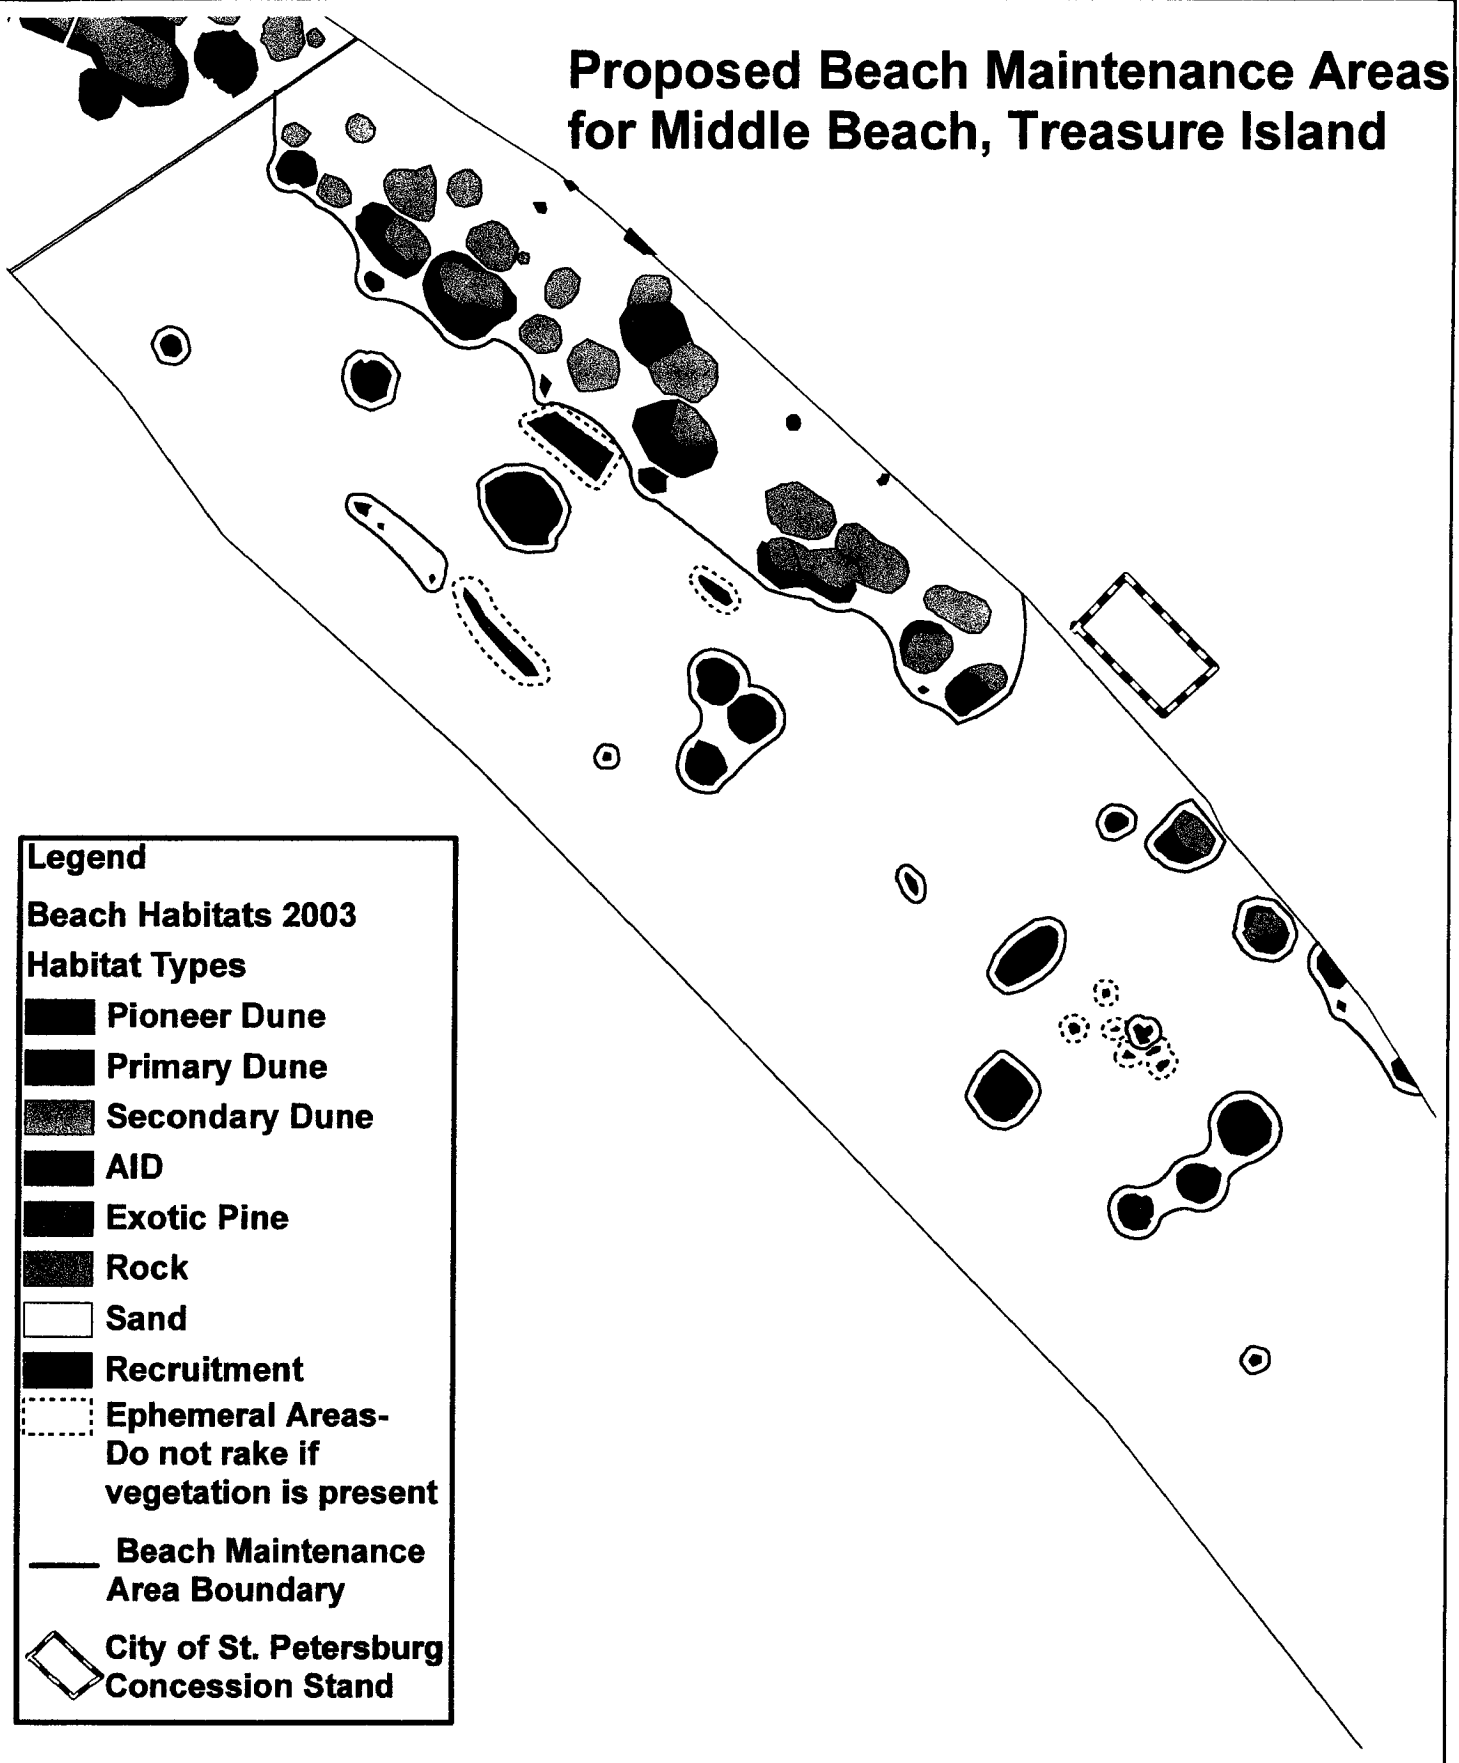 Proposed Beach Maintenance Areas
for Middle Beach, Treasure Island
Legend
Beach Habitats 2003
Habitat Types
Pioneer Dune
Primary Dune
Secondary Dune
AID
Exotic Pine
Rock
Sand
Recruitment
Ephemeral Areas-
Do not rake if
vegetation is present
Beach Maintenance
Area Boundary
City of St. Petersburg
Concession Stand